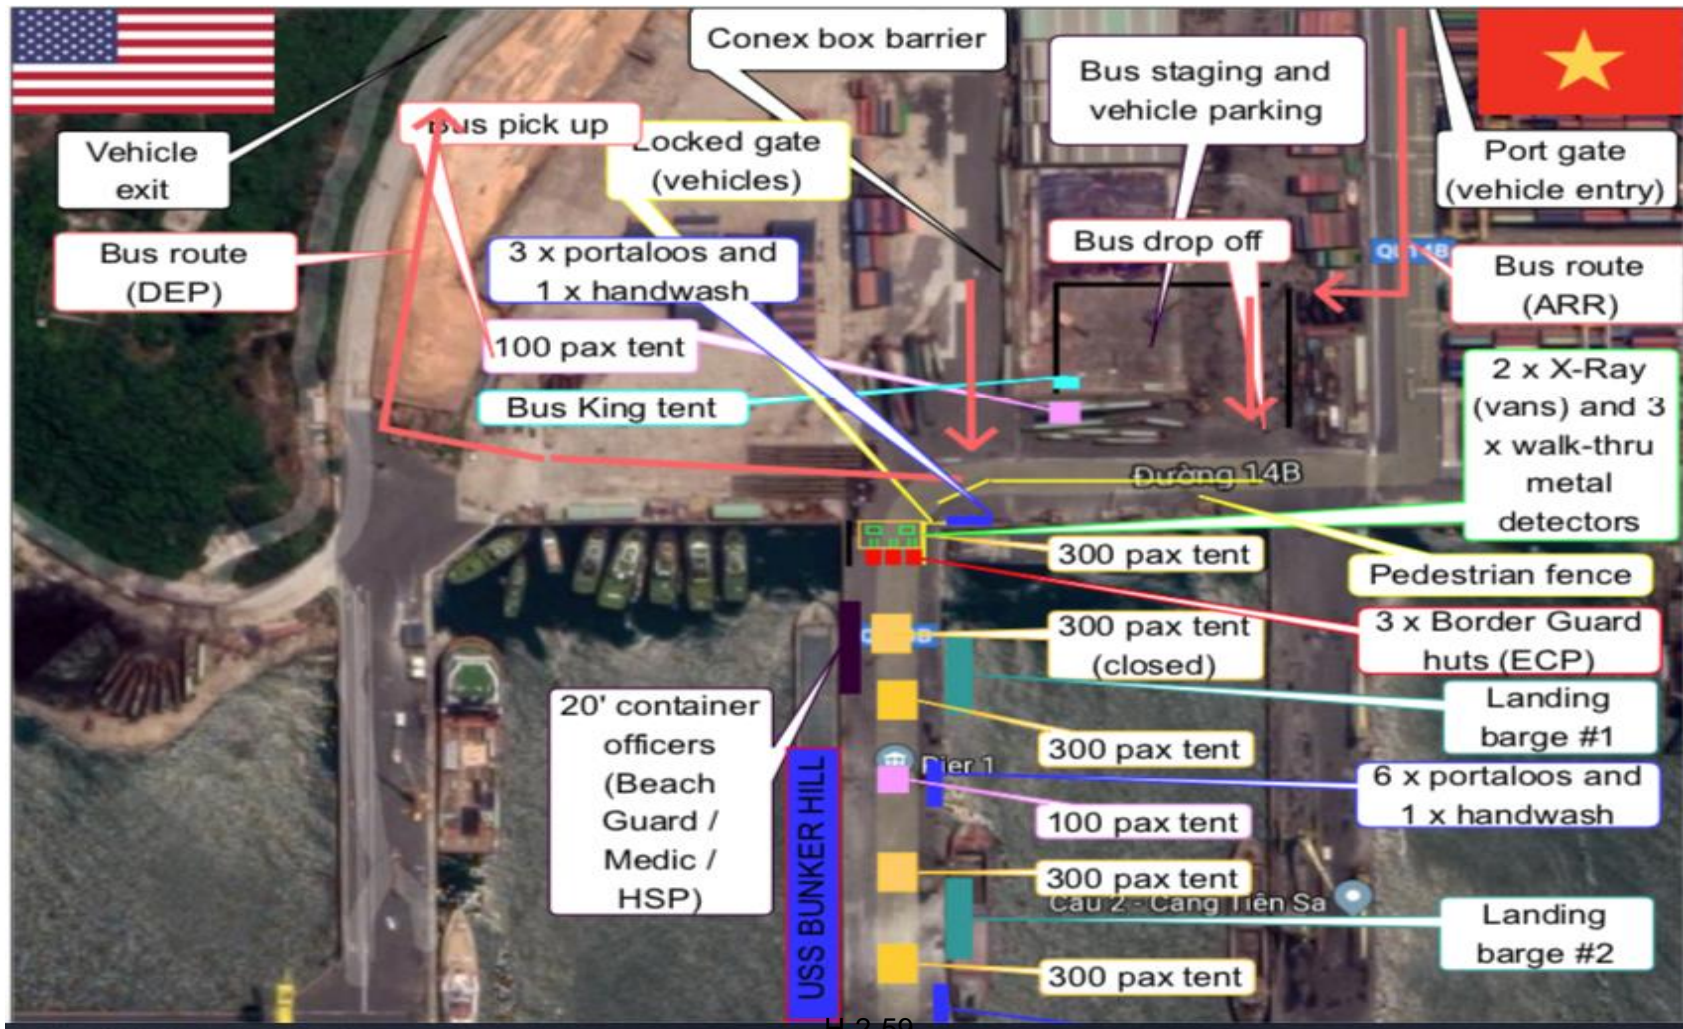 Conex box barrier
Bus staging and
vehicle parking
Bus pick up
Locked gate
(vehicles)
Vehicle
exit
Port gate
(vehicle entry)
Bus route
(DEP)
3 x portaloos and
1 x handwash
Bus drop off
Bus route
(ARR)
100 pax tent
Bus King tent
2 x X-Ray
(vans) and 3
x walk-thru
metal
detectors
Đường 14B
300 pax tent
Pedestrian fence
300 pax tent
(closed)
3 x Border Guard
huts (ECP)
20' container
officers
(Beach
Guard /
Medic /
HSP)
Landing
barge #1
300 pax tent
Pier 1
USS BUNKER HILL
6 x portaloos and
1 x handwash
100 pax tent
300 pax tent
Cầu 2 - Cảng Tiên Sa
Landing
barge #2
300 pax tent